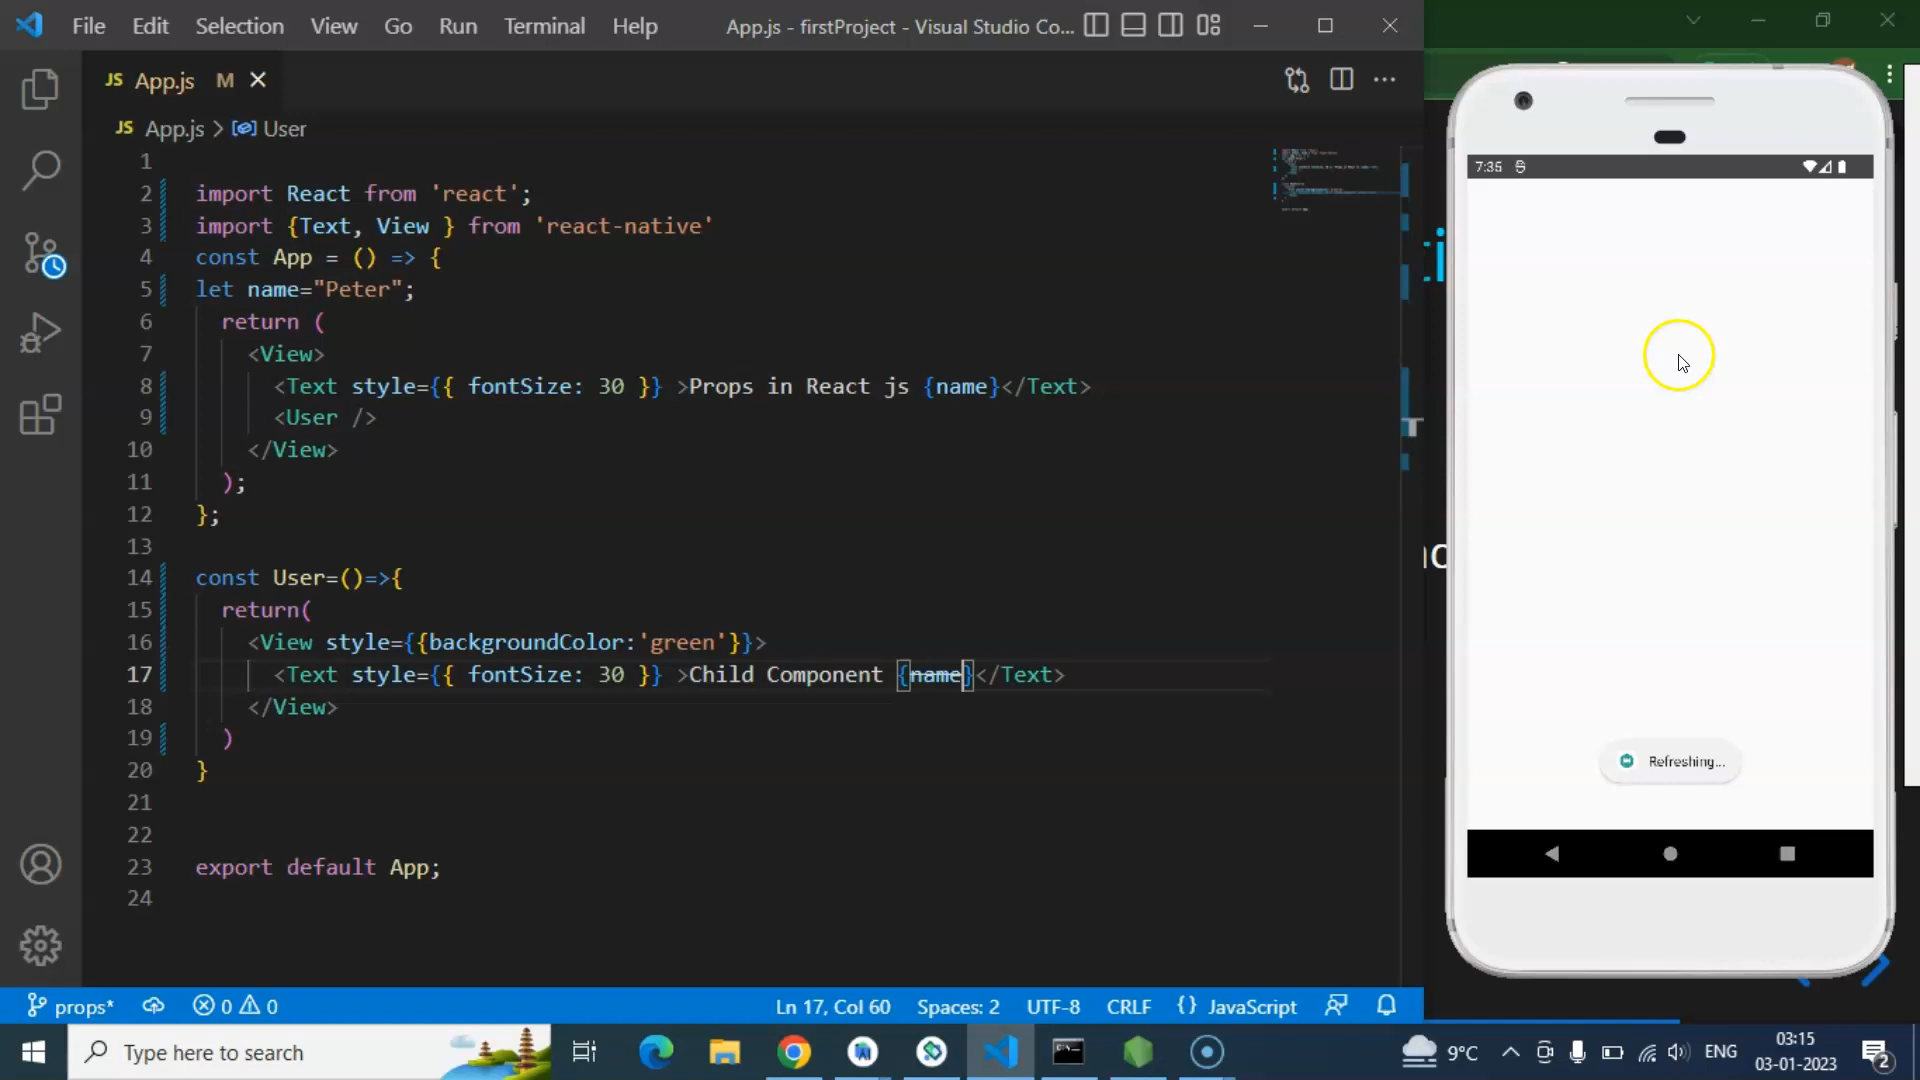 File Edit Selection View Go Run Terminal Help App.js - firstProject - Visual Studio Co...
JS App.js M
JS App.js > User
1
2 import React from 'react';
3 import {Text, View } from 'react-native'
4 const App = () => {
5 let name="Peter";
6 return (
7 <View>
8 <Text style={{ fontSize: 30 }} >Props in React js {name}</Text>
9 <User />
10 </View>
11 );
12 };
13
14 const User=()=>{
15 return(
16 <View style={{backgroundColor:'green'}}>
17 <Text style={{ fontSize: 30 }} >Child Component {name}</Text>
18 </View>
19 )
20 }
21
22
23 export default App;
24
props* 0 0 Ln 17, Col 60 Spaces: 2 UTF-8 CRLF {} JavaScript
7:35
Refreshing...
Type here to search
9°C ENG
03:15
03-01-2023
2